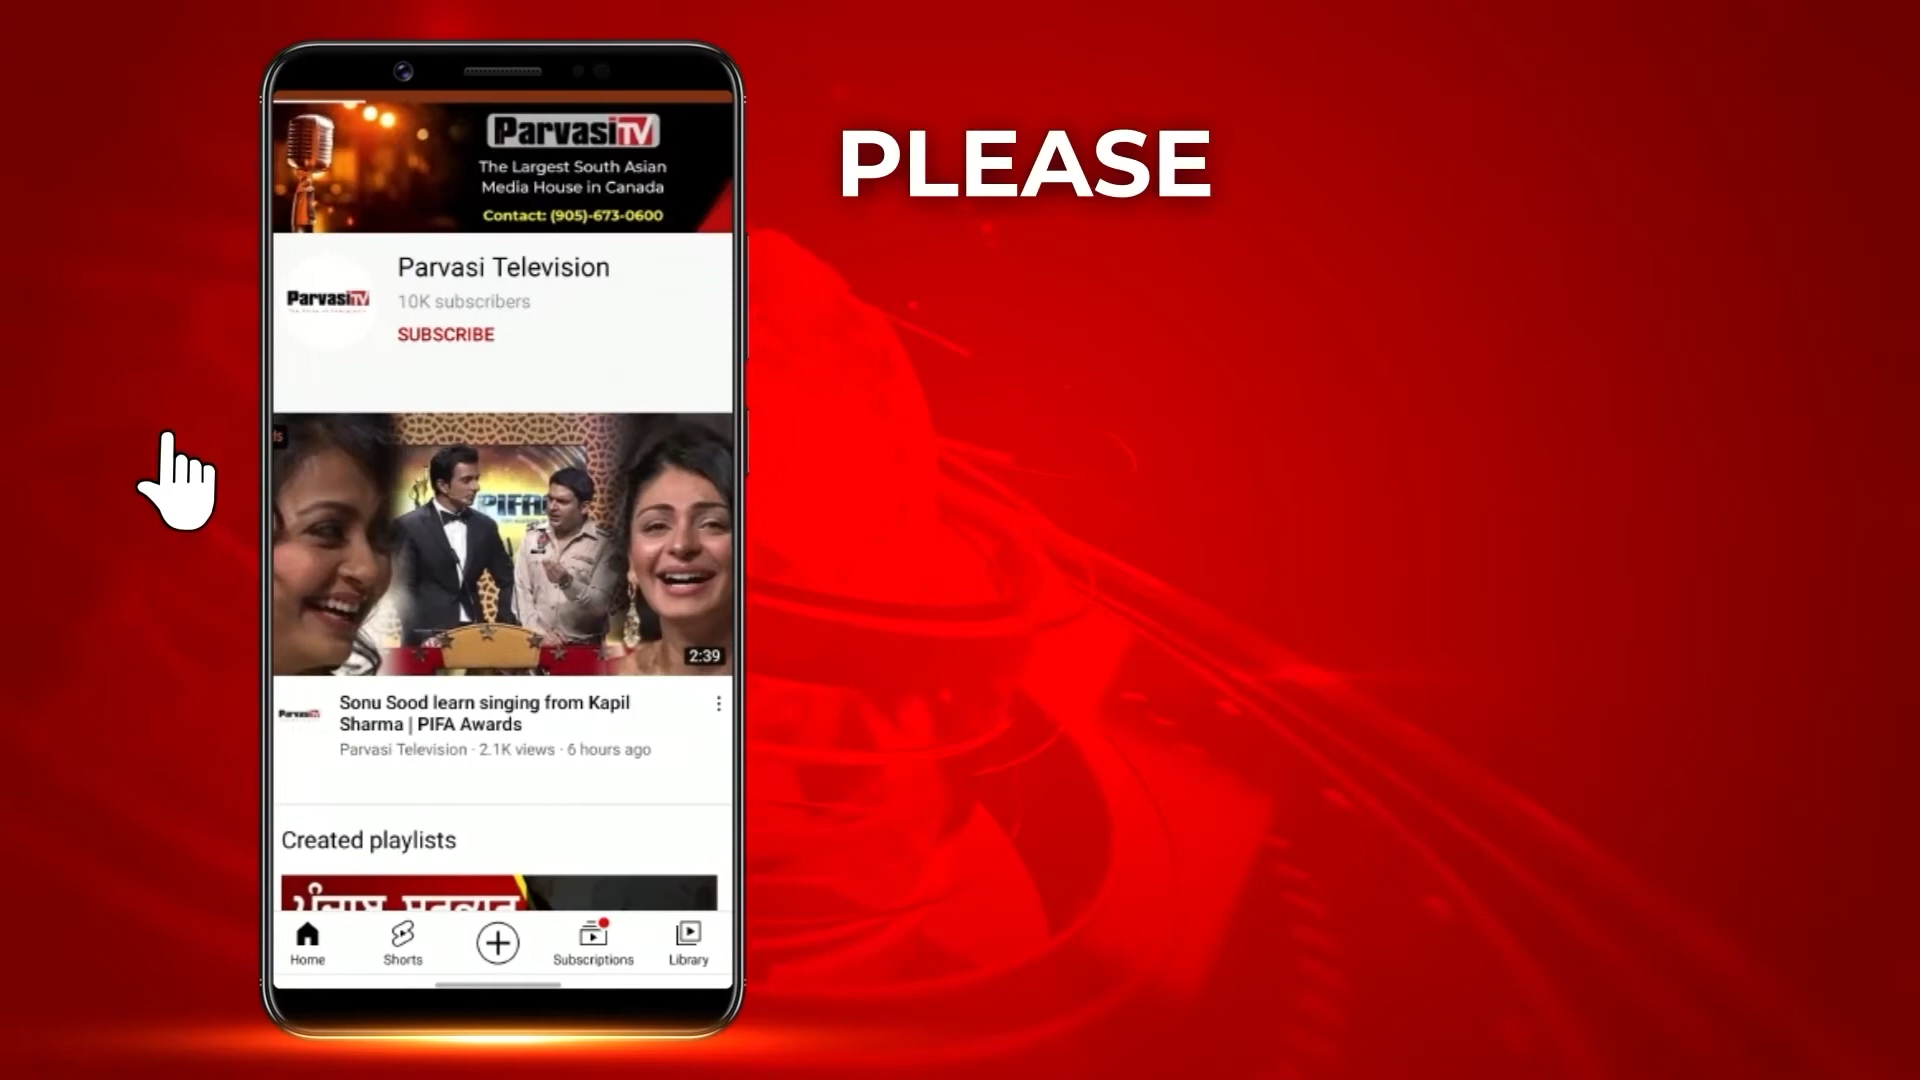 ParvasiTV
The Largest South Asian
Media House in Canada
Contact: (905)-673-0600
PLEASE
Parvasi Television
ParvasiTV
10K subscribers
SUBSCRIBE
PIFA
2:39
ParvasiTV
Sonu Sood learn singing from Kapil
Sharma | PIFA Awards
Parvasi Television · 2.1K views · 6 hours ago
Created playlists
Home
Shorts
Subscriptions
Library